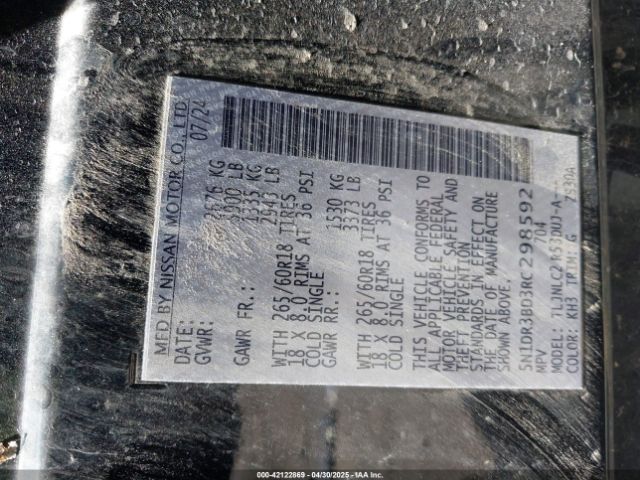 MFD BY NISSAN MOTOR CO., LTD.
DATE: 07/24
GVWR: 2676 KG
LB
GAWR FR.: 1335 KG
2943 LB
WITH 265/60R18 TIRES
18 X 8.0 RIMS AT 36 PSI
COLD SINGLE
GAWR RR.: 1530 KG
3373 LB
WITH 265/60R18 TIRES
18 X 8.0 RIMS AT 36 PSI
COLD SINGLE
THIS VEHICLE CONFORMS TO
ALL APPLICABLE FEDERAL
MOTOR VEHICLE SAFETY AND
THEFT PREVENTION
STANDARDS IN EFFECT ON
THE DATE OF MANUFACTURE
SHOWN ABOVE.
5N1DR3BD3RC298592
MPV 704
MODEL:
COLOR: KH3 TRIM: G
000-42122869 - 04/30/2025 - IAA Inc.